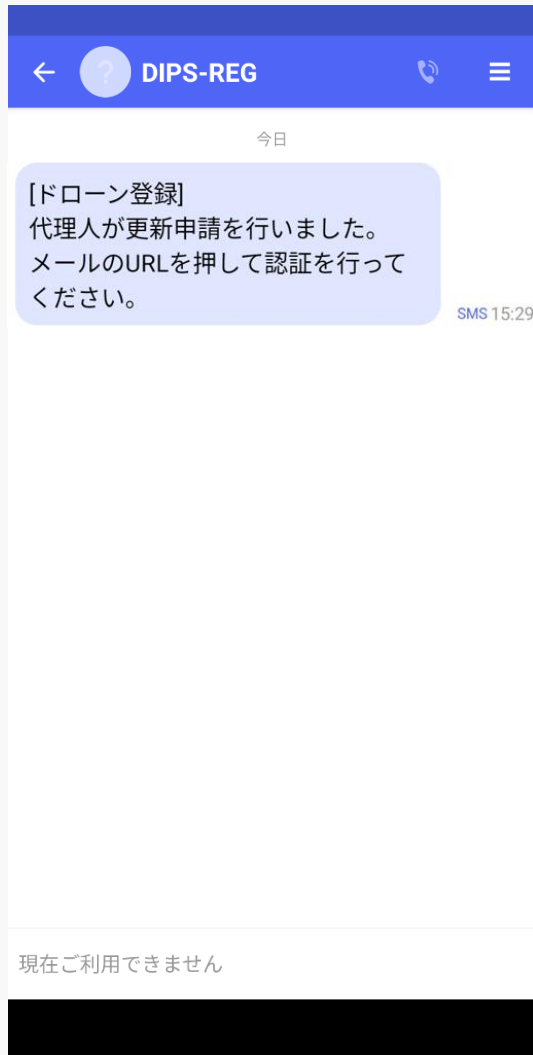 DIPS-REG
今日
[ドローン登録]
代理人が更新申請を行いました。
メールのURLを押して認証を行って
ください。
SMS 15:29
現在ご利用できません